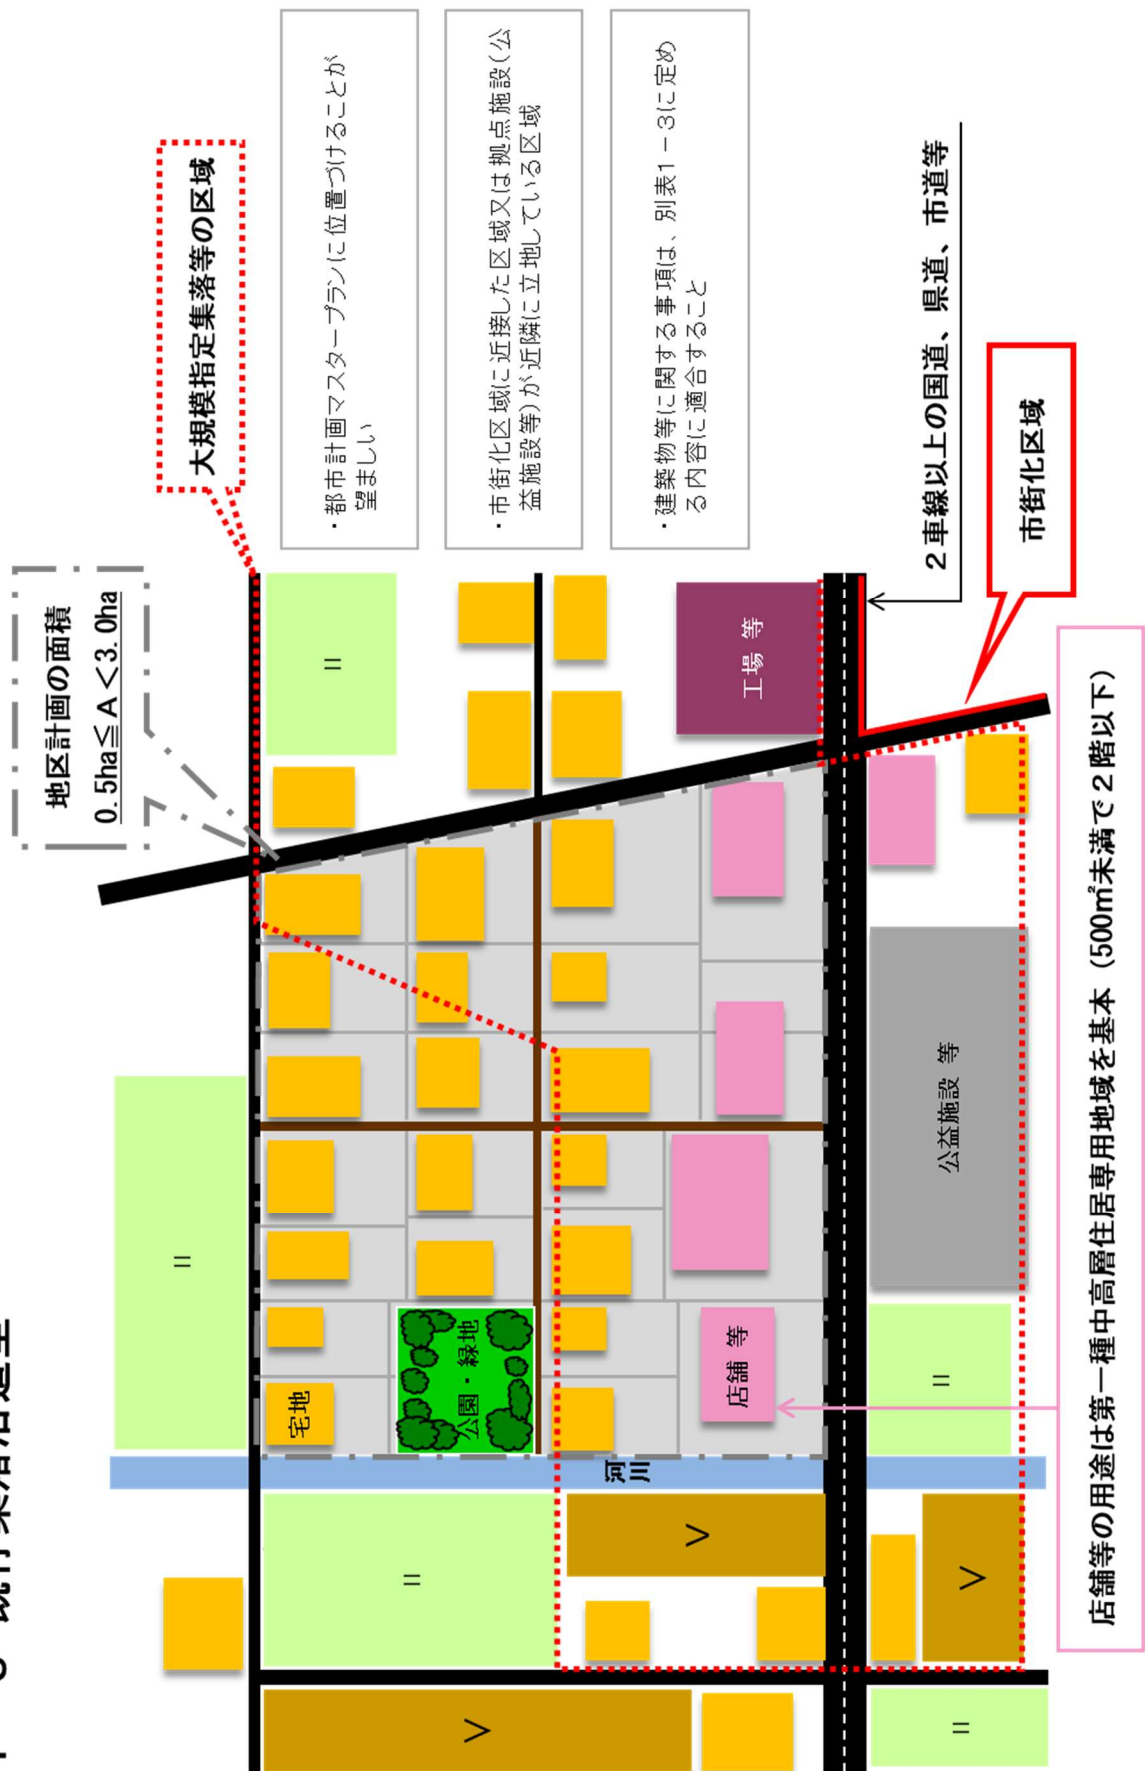 地区計画の面積
0.5ha≦A＜3.0ha
大規模指定集落等の区域
・都市計画マスタープランに位置づけることが
望ましい
・市街化区域に近接した区域又は拠点施設（公
益施設等）が近隣に立地している区域
・建築物等に関する事項は、別表１－３に定め
る内容に適合すること
２車線以上の国道、県道、市道等
市街化区域
宅地
公園・緑地
河川
店舗 等
工場 等
公益施設 等
店舗等の用途は第一種中高層住居専用地域を基本（500㎡未満で２階以下）